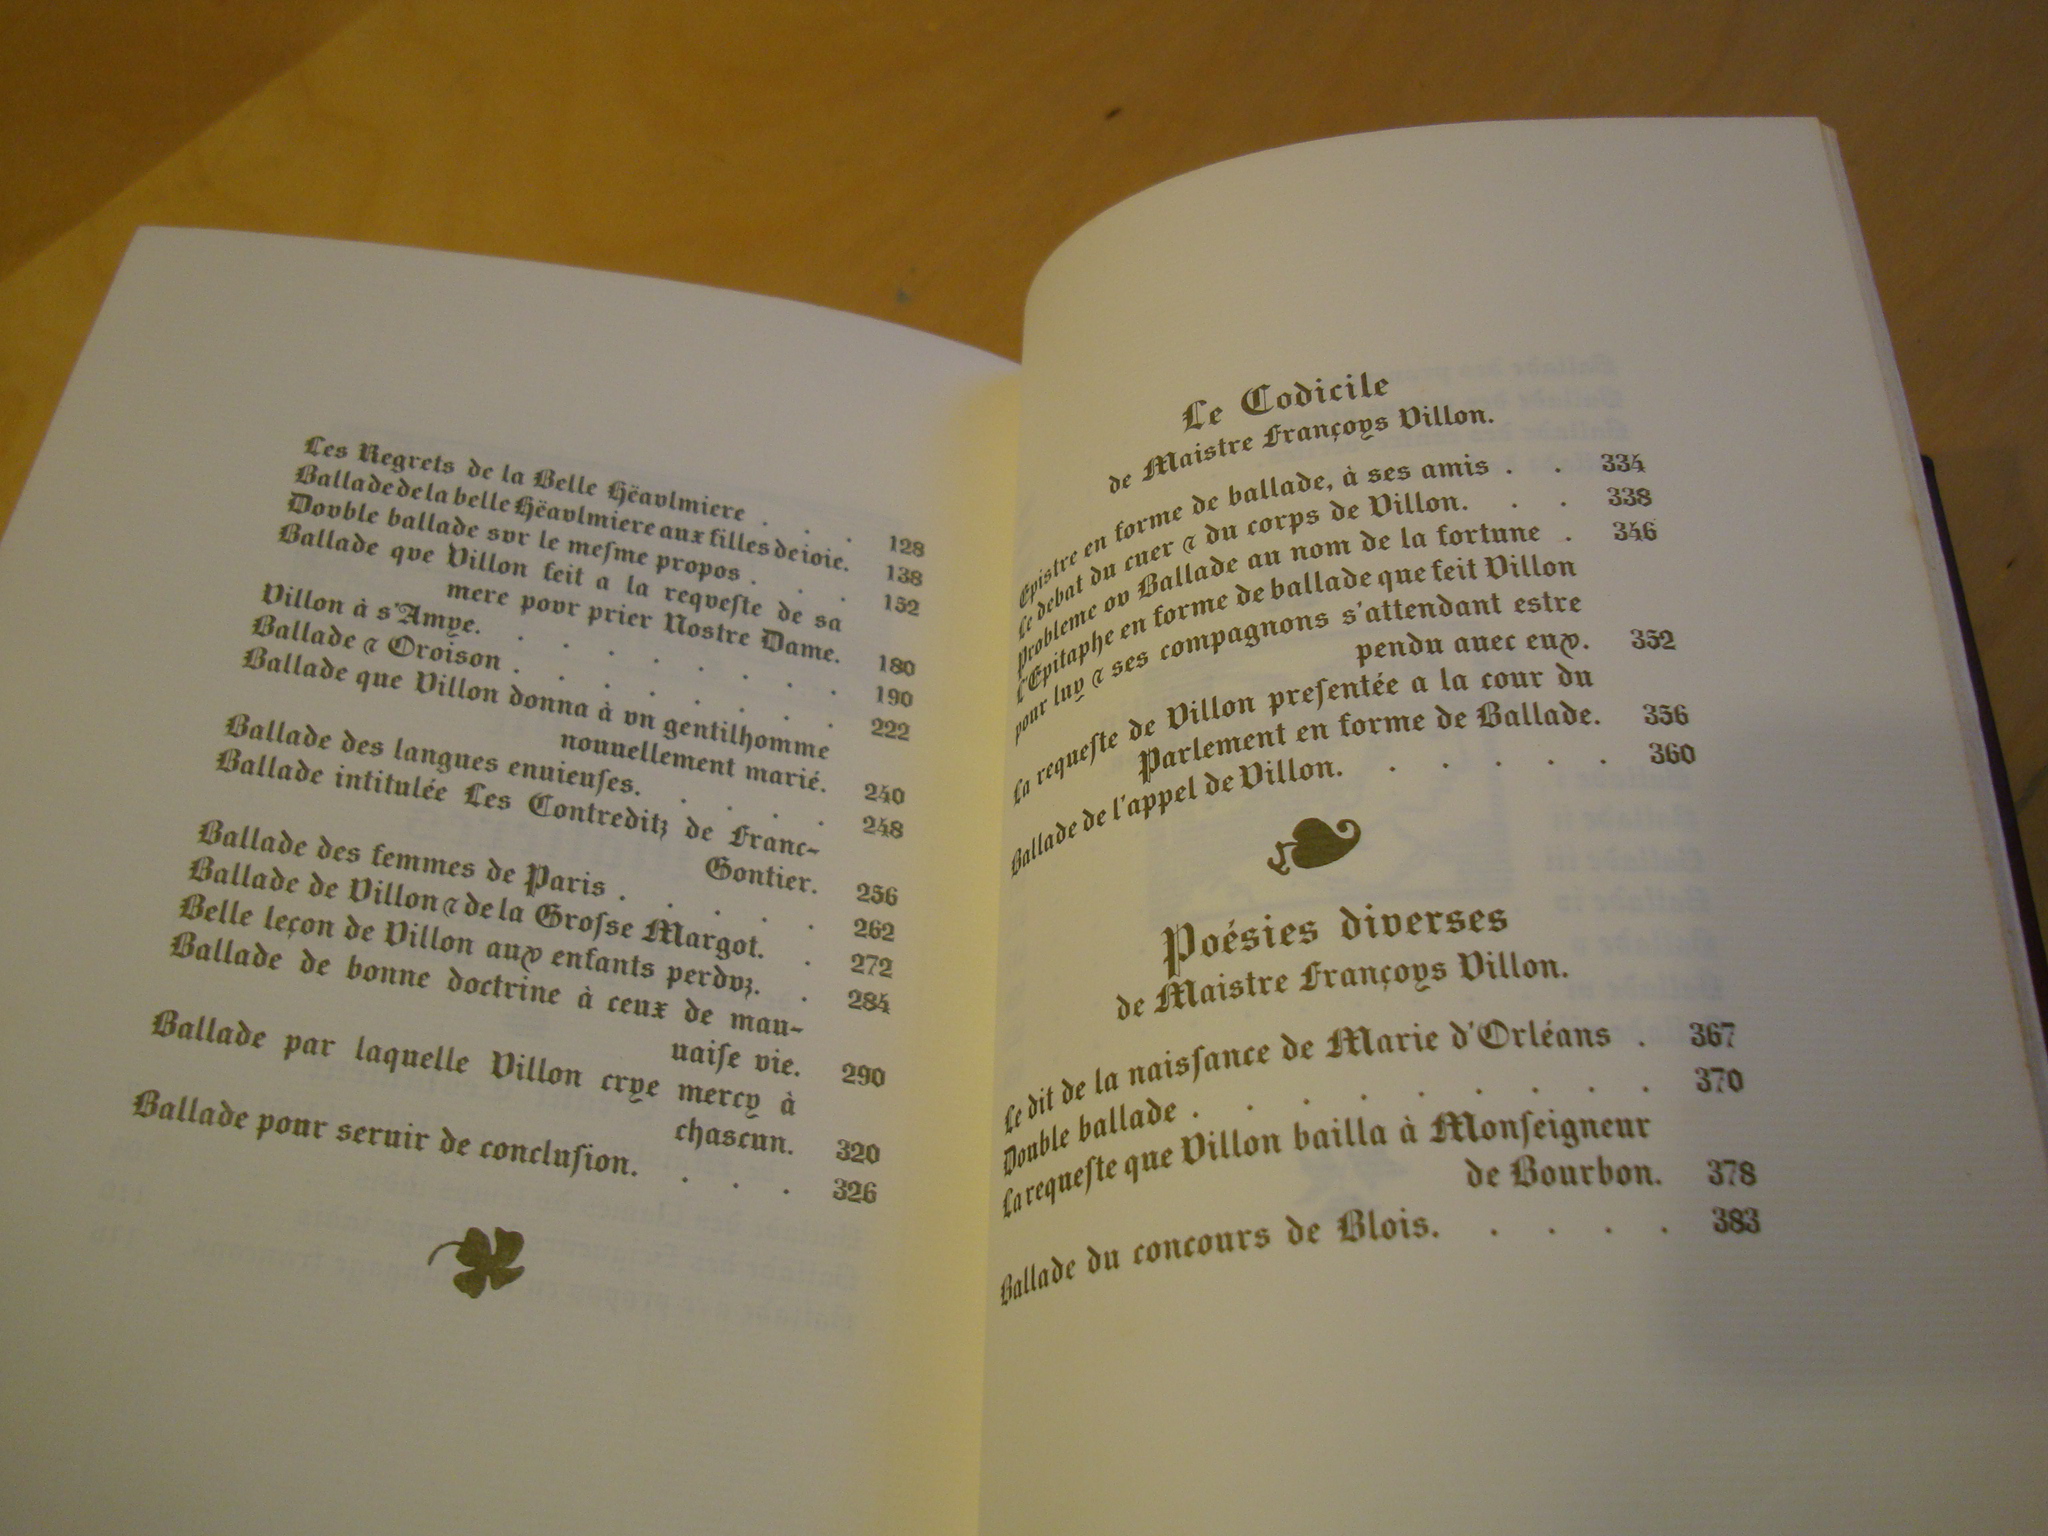 Les Regrets de la Belle Hëavlmiere . . . 128
Ballade de la belle Hëavlmiere aux filles de ioie. 138
Dovble ballade svr le meſme propos . . . 152
Ballade qve Villon feit a la reqveſte de sa
mere povr prier Nostre Dame. 180
Villon à s'Amye. . . . . . . . 190
Ballade & Oroison . . . . . . . 222
Ballade que Villon donna à vn gentilhomme
nouuellement marié. 240
Ballade des langues enuieuſes. . . . . 248
Ballade intitulée Les Contreditz de Franc-
Gontier. 256
Ballade des femmes de Paris . . . . . 262
Ballade de Villon & de la Groſse Margot. . 272
Belle leçon de Villon aux enfants perdvz. . 284
Ballade de bonne doctrine à ceux de mau-
uaiſe vie. 290
Ballade par laquelle Villon crye mercy à
chascun. 320
Ballade pour seruir de concluſion. . . . 326
Le Codicile
de Maistre Françoys Villon.
Epistre en forme de ballade, à ses amis . . 334
Le debat du cuer & du corps de Villon. . . 338
Probleme ov Ballade au nom de la fortune . 346
L'Epitaphe en forme de ballade que feit Villon
pour luy & ses compagnons s'attendant estre
pendu auec eux. 352
La requeſte de Villon preſentée a la cour du
Parlement en forme de Ballade. 356
Ballade de l'appel de Villon. . . . . . 360
Poésies diverses
de Maistre Françoys Villon.
Le dit de la naisſance de Marie d'Orléans . 367
Double ballade . . . . . . . . . 370
La requeſte que Villon bailla à Monſeigneur
de Bourbon. 378
Ballade du concours de Blois. . . . . 383